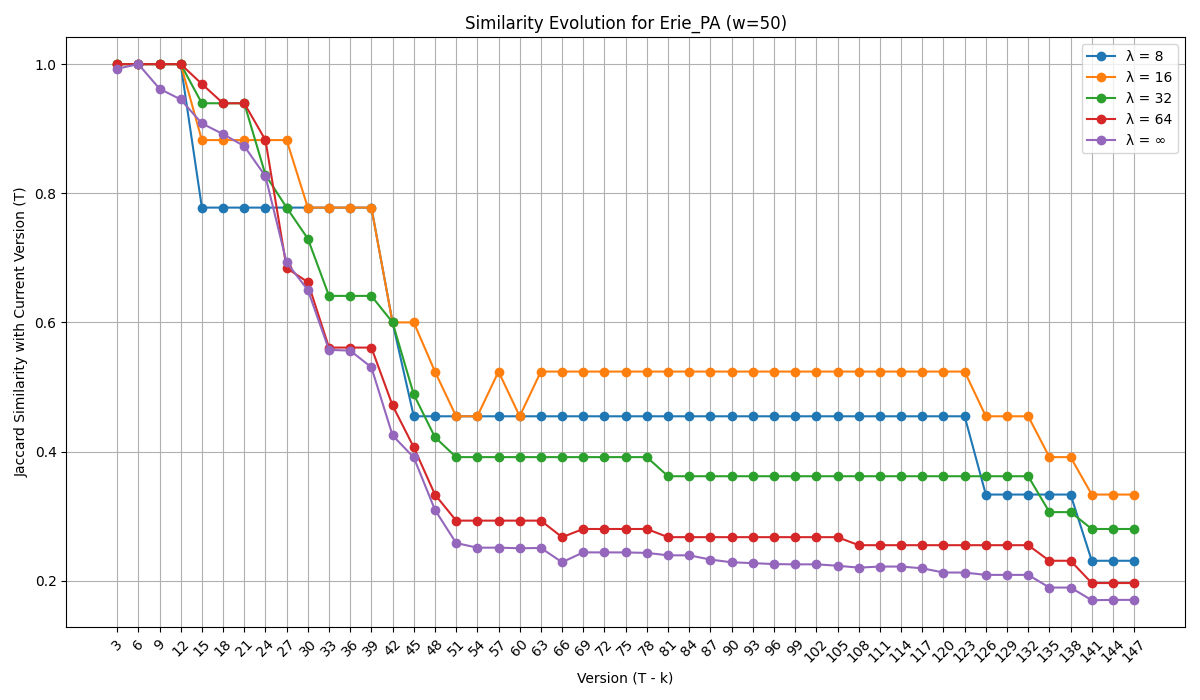 Similarity Evolution for Erie_PA (w=50)
Jaccard Similarity with Current Version (T)
1.0
0.8
0.6
0.4
0.2
λ = 8
λ = 16
λ = 32
λ = 64
λ = ∞
3 6 9 12 15 18 21 24 27 30 33 36 39 42 45 48 51 54 57 60 63 66 69 72 75 78 81 84 87 90 93 96 99 102 105 108 111 114 117 120 123 126 129 132 135 138 141 144 147
Version (T - k)